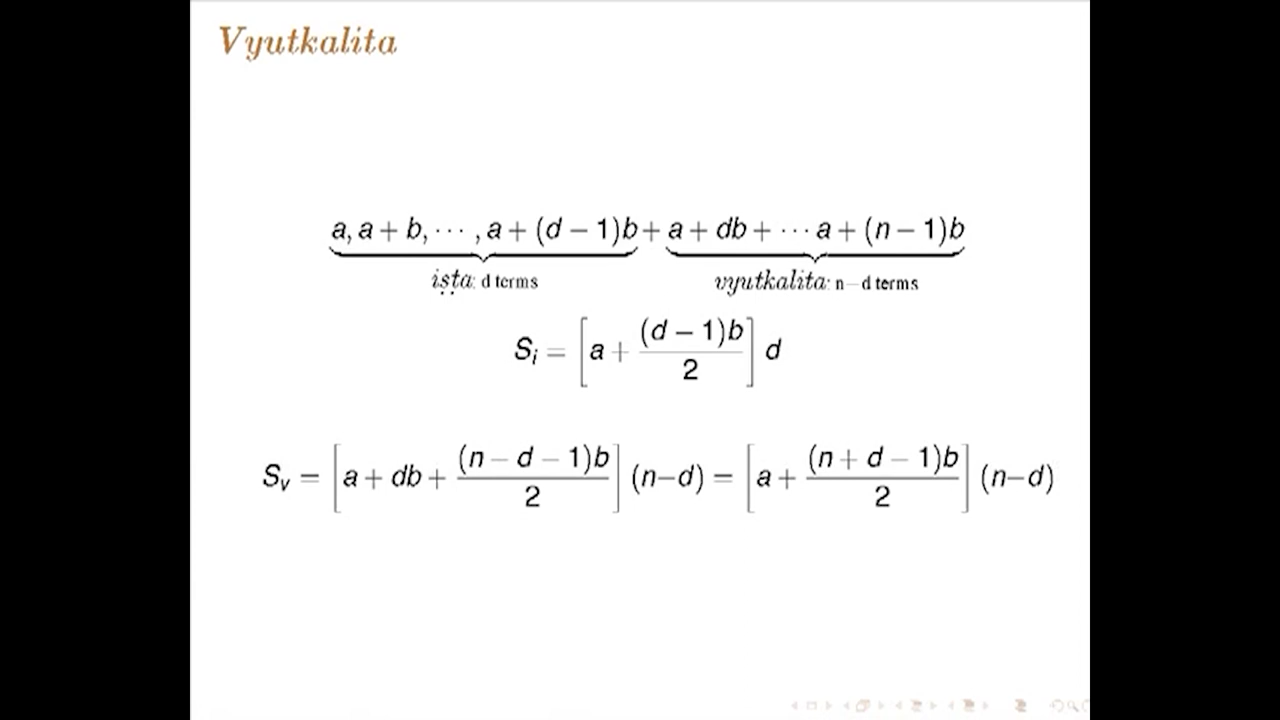 Vyutkalita
a, a + b, ⋯ , a + (d − 1)b + a + db + ⋯ a + (n − 1)b
iṣṭa: d terms vyutkalita: n − d terms
S_i = [a + (d − 1)b / 2] d
S_v = [a + db + (n − d − 1)b / 2] (n−d) = [a + (n + d − 1)b / 2] (n−d)